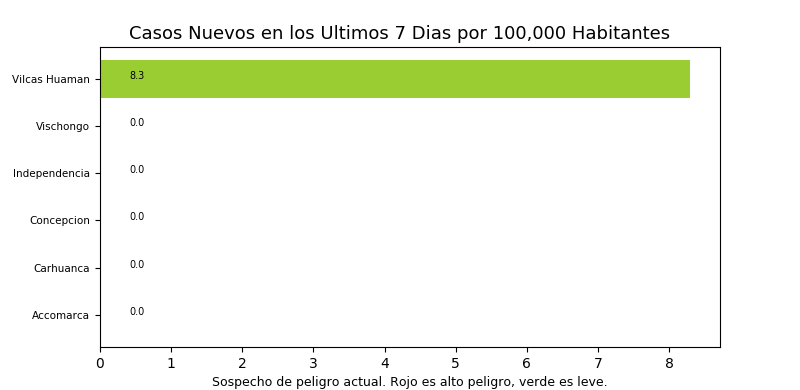 Casos Nuevos en los Ultimos 7 Dias por 100,000 Habitantes
Vilcas Huaman 8.3
Vischongo 0.0
Independencia 0.0
Concepcion 0.0
Carhuanca 0.0
Accomarca 0.0
0 1 2 3 4 5 6 7 8
Sospecho de peligro actual. Rojo es alto peligro, verde es leve.